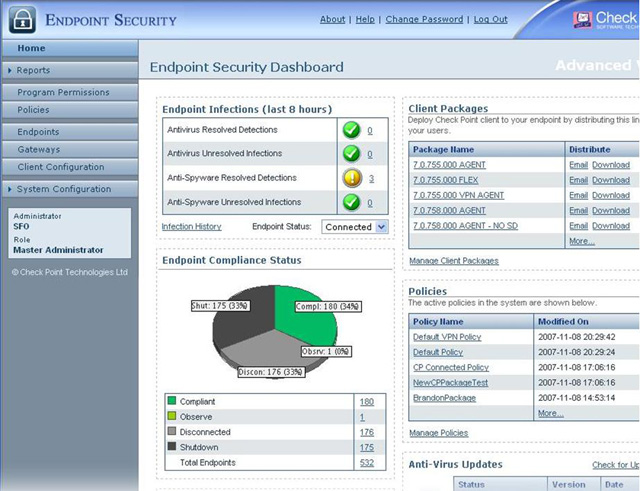 ENDPOINT SECURITY
About | Help | Change Password | Log Out
Check
SOFTWARE TECH
Home
Reports
Program Permissions
Policies
Endpoints
Gateways
Client Configuration
System Configuration
Administrator
SFO
Role
Master Administrator
© Check Point Technologies Ltd
Endpoint Security Dashboard
Advanced
Endpoint Infections (last 8 hours)
Antivirus Resolved Detections 0
Antivirus Unresolved Infections 0
Anti-Spyware Resolved Detections 3
Anti-Spyware Unresolved Infections 0
Infection History Endpoint Status: Connected
Endpoint Compliance Status
Shut: 175 (33%)
Compl: 180 (34%)
Obsrv: 1 (0%)
Discon: 176 (33%)
Compliant 180
Observe 1
Disconnected 176
Shutdown 175
Total Endpoints 532
Client Packages
Deploy Check Point client to your endpoint by distributing this lin
your users.
Package Name Distribute
7.0.755.000 AGENT Email Download
7.0.755.000 FLEX Email Download
7.0.755.000 VPN AGENT Email Download
7.0.758.000 AGENT Email Download
7.0.758.000 AGENT - NO SD Email Download
More...
Manage Client Packages
Policies
The active policies in the system are shown below.
Policy Name Modified On
Default VPN Policy 2007-11-08 20:29:42
Default Policy 2007-11-08 20:29:24
CP Connected Policy 2007-11-08 17:06:16
NewCPPackageTest 2007-11-08 17:06:16
BrandonPackage 2007-11-08 14:53:14
More...
Manage Policies
Anti-Virus Updates Check for Up
Status Version Date